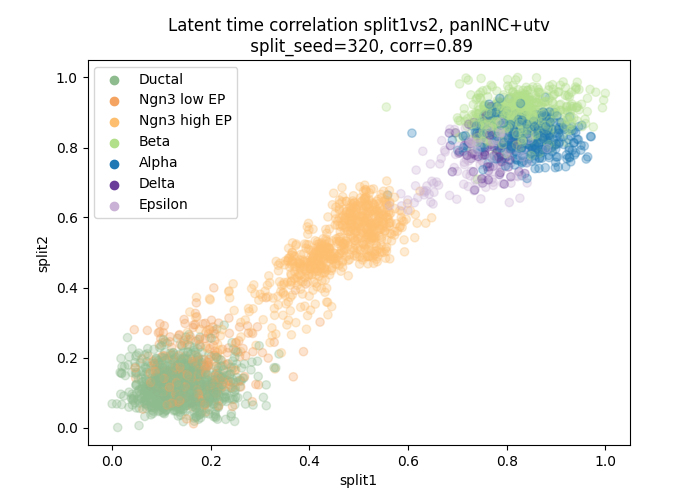 Latent time correlation split1vs2, panINC+utv
split_seed=320, corr=0.89
Ductal
Ngn3 low EP
Ngn3 high EP
Beta
Alpha
Delta
Epsilon
1.0
0.8
0.6
0.4
0.2
0.0
split2
0.0 0.2 0.4 0.6 0.8 1.0
split1